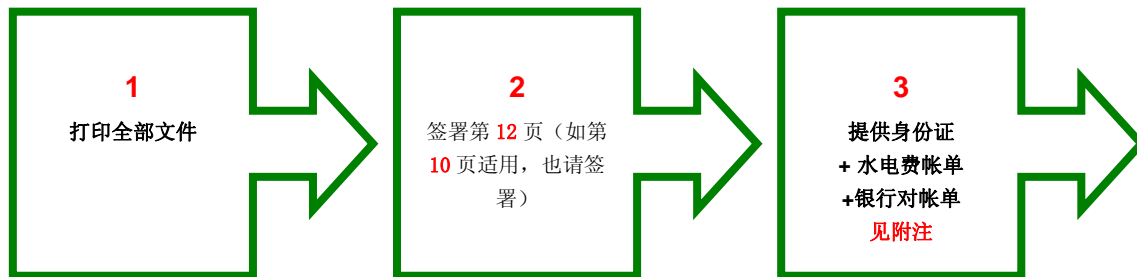 1
打印全部文件
2
签署第 12 页（如第
10 页适用，也请签
署）
3
提供身份证
+ 水电费帐单
+银行对帐单
见附注